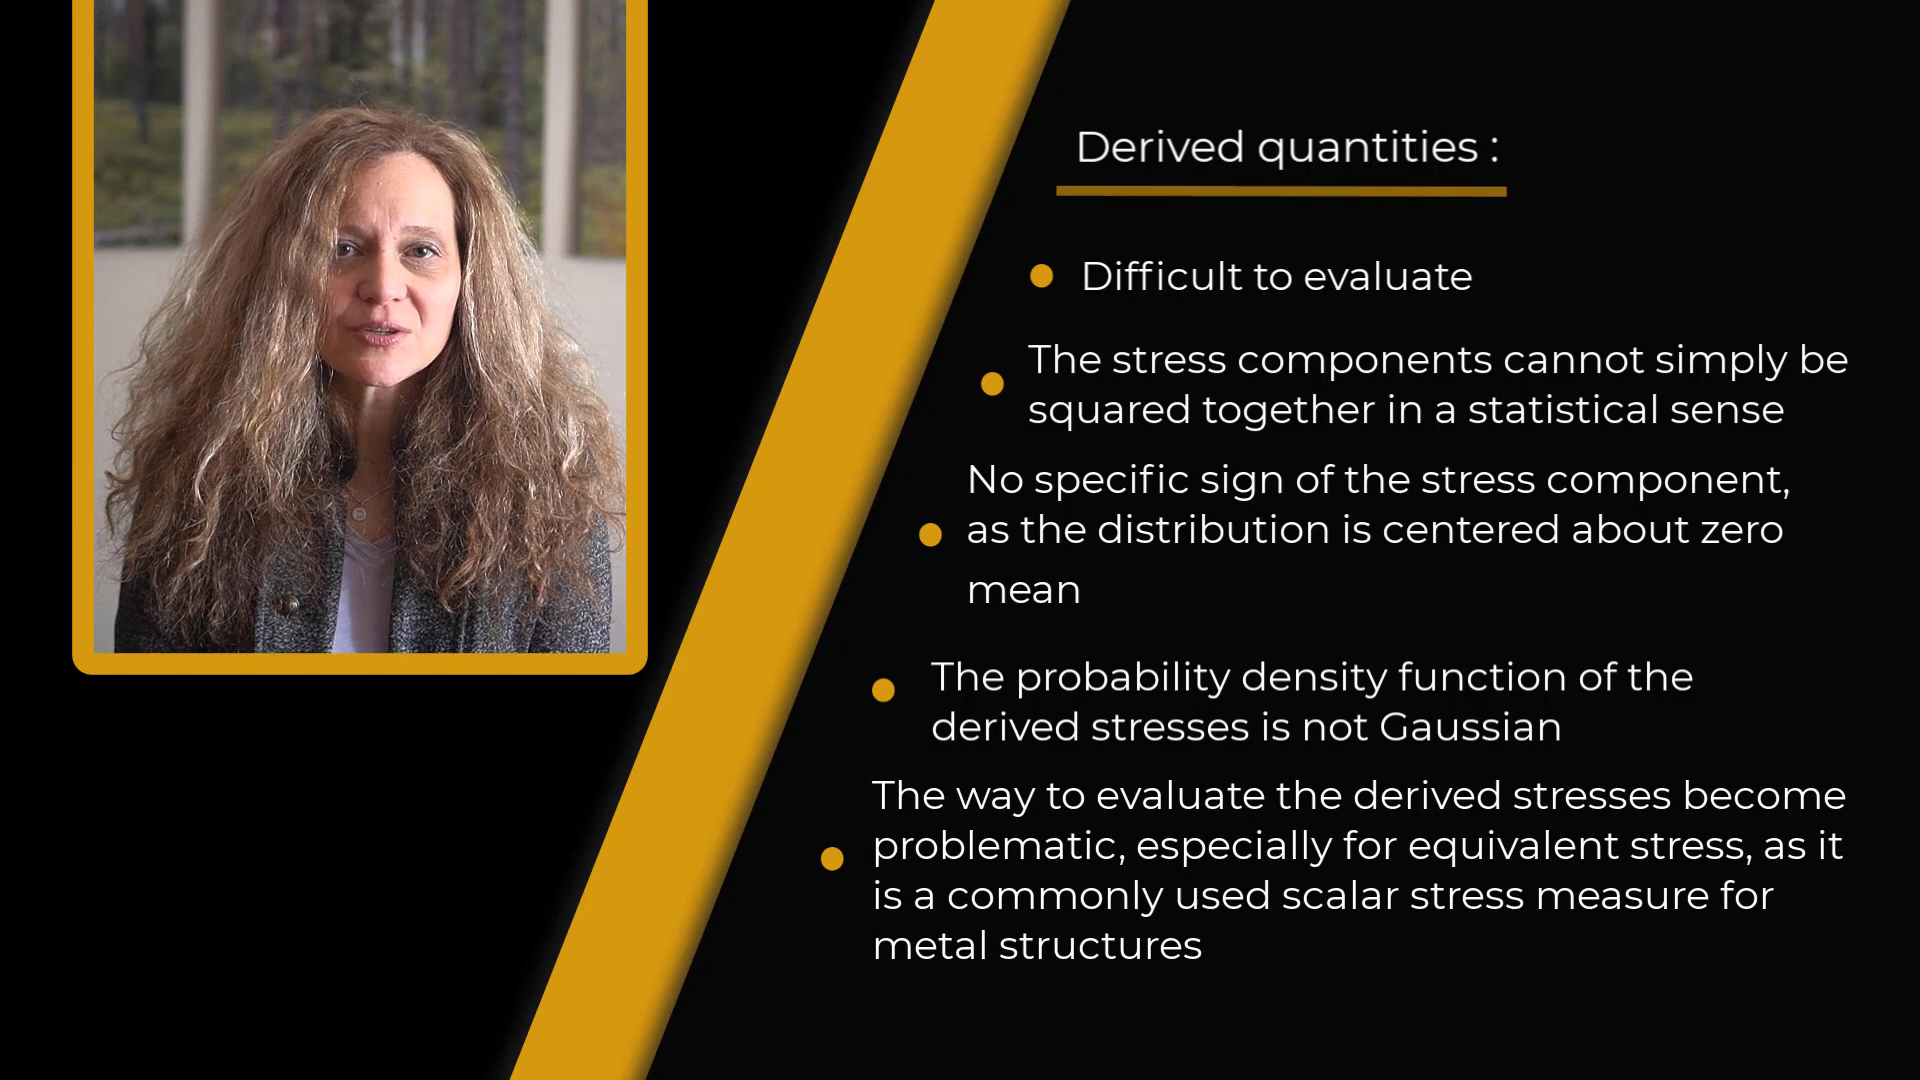 Derived quantities :
Difficult to evaluate
The stress components cannot simply be
squared together in a statistical sense
No specific sign of the stress component,
as the distribution is centered about zero
mean
The probability density function of the
derived stresses is not Gaussian
The way to evaluate the derived stresses become
problematic, especially for equivalent stress, as it
is a commonly used scalar stress measure for
metal structures